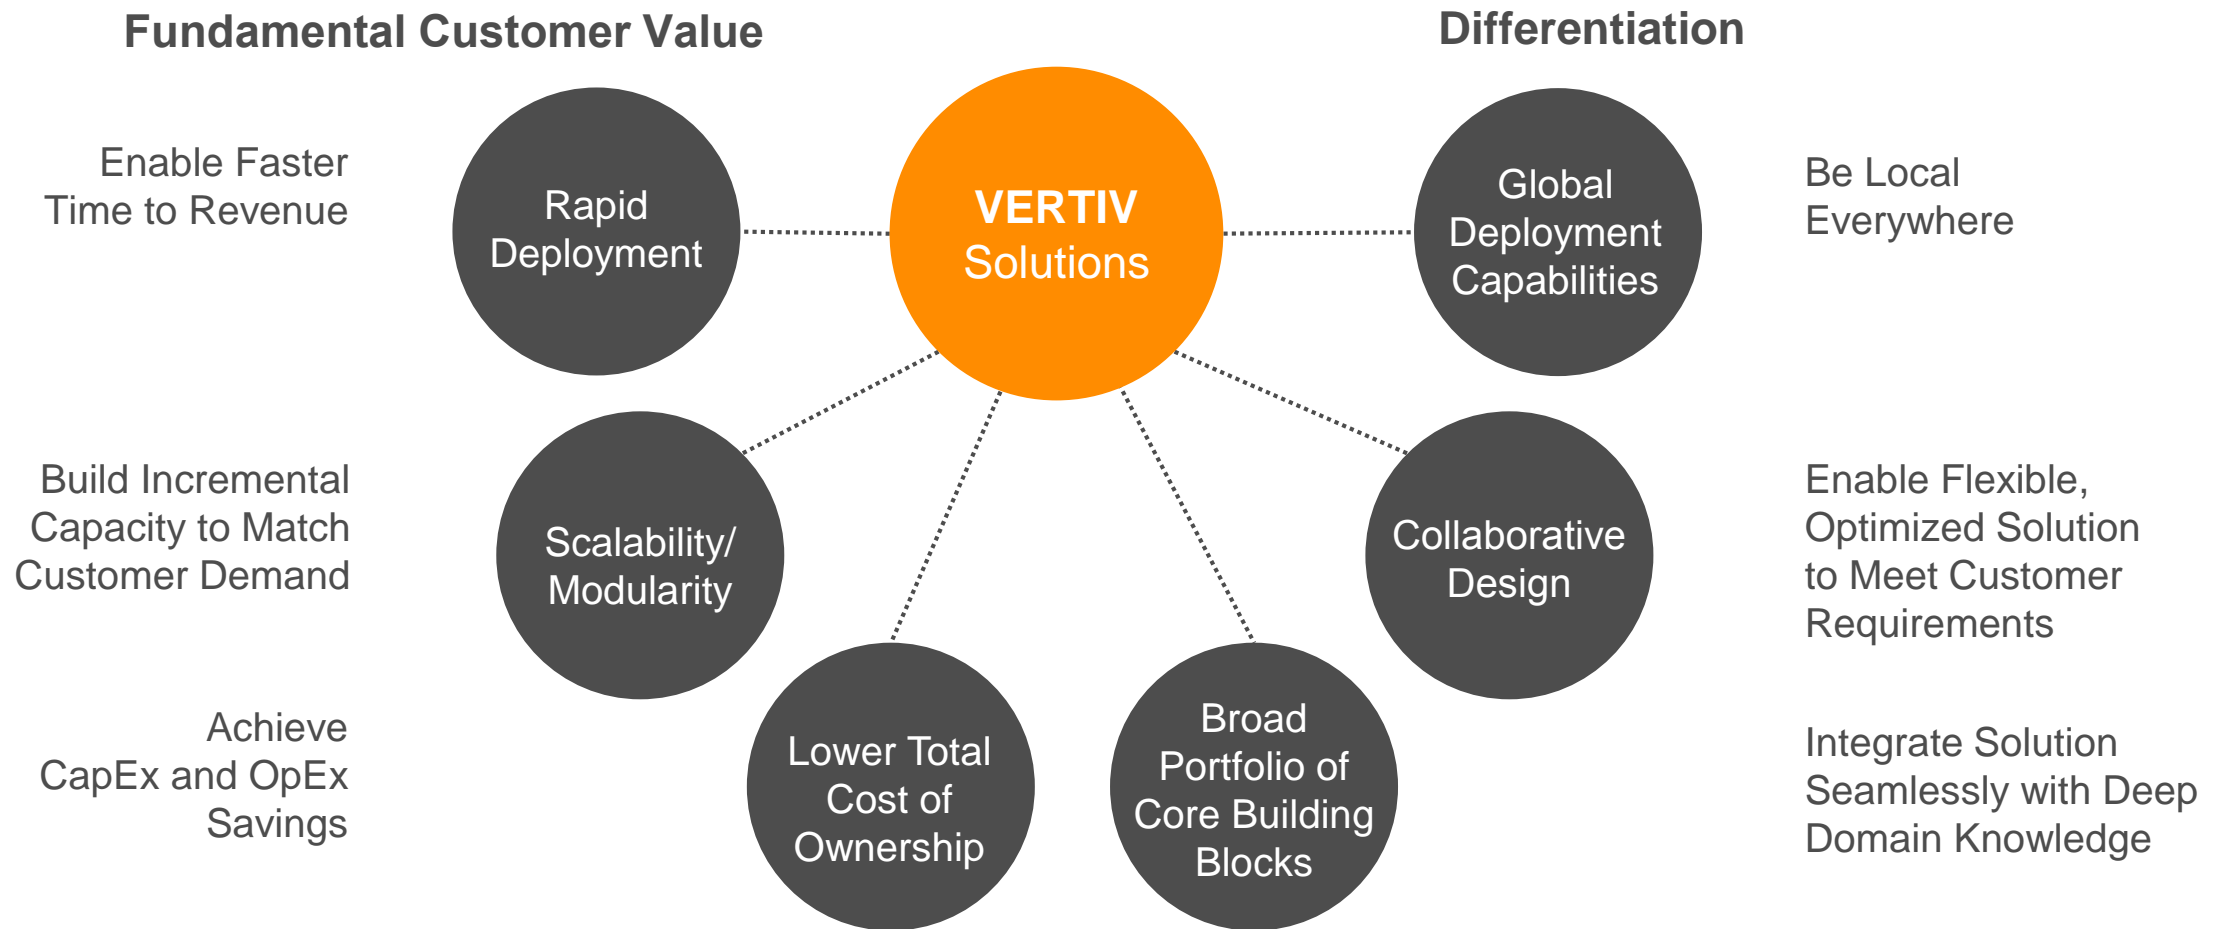 Fundamental Customer Value
Differentiation
Enable Faster
Time to Revenue
Rapid
Deployment
VERTIV
Solutions
Global
Deployment
Capabilities
Be Local
Everywhere
Build Incremental
Capacity to Match
Customer Demand
Scalability/
Modularity
Collaborative
Design
Enable Flexible,
Optimized Solution
to Meet Customer
Requirements
Achieve
CapEx and OpEx
Savings
Lower Total
Cost of
Ownership
Broad
Portfolio of
Core Building
Blocks
Integrate Solution
Seamlessly with Deep
Domain Knowledge